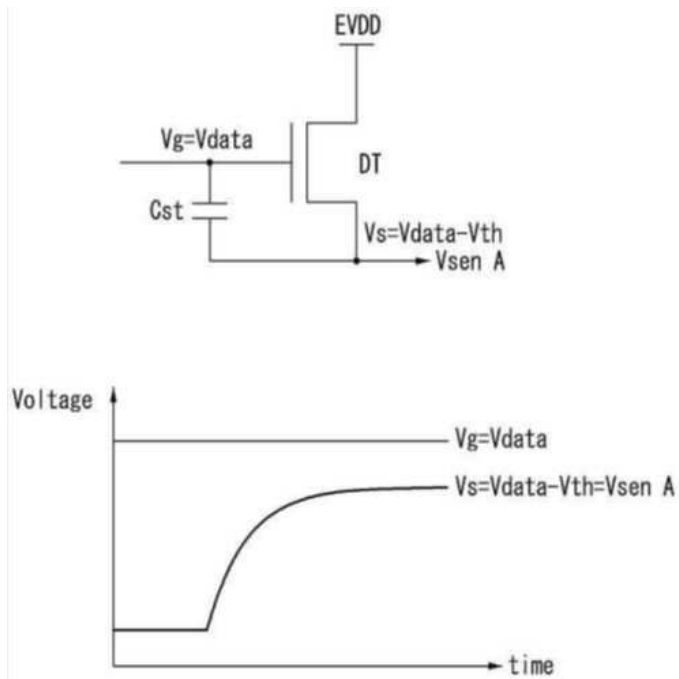 EVDD
Vg=Vdata
DT
Cst
Vs=Vdata-Vth
Vsen A
Voltage
Vg=Vdata
Vs=Vdata-Vth=Vsen A
time